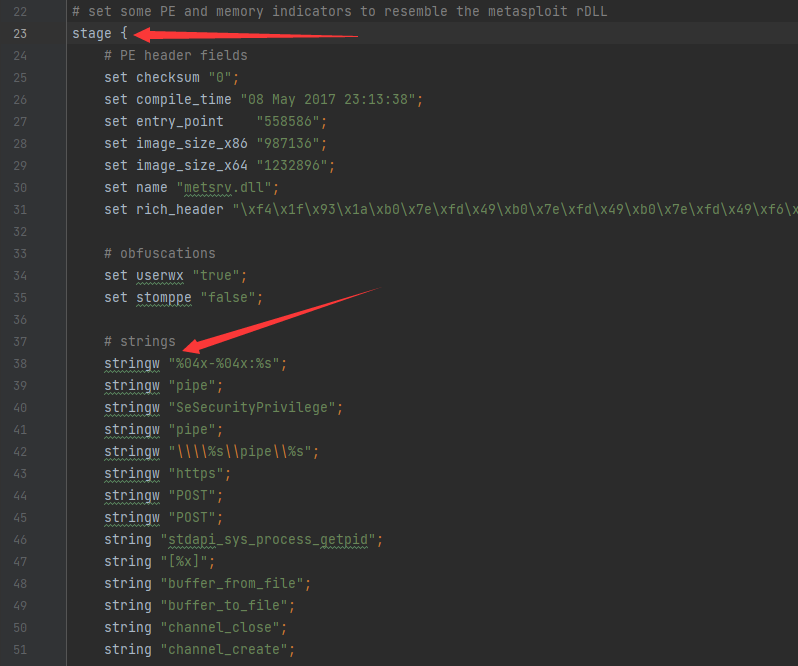 22 # set some PE and memory indicators to resemble the metasploit rDLL
23 stage {
24 # PE header fields
25 set checksum "0";
26 set compile_time "08 May 2017 23:13:38";
27 set entry_point    "558586";
28 set image_size_x86 "987136";
29 set image_size_x64 "1232896";
30 set name "metsrv.dll";
31 set rich_header "\xf4\x1f\x93\x1a\xb0\x7e\xfd\x49\xb0\x7e\xfd\x49\xb0\x7e\xfd\x49\xf6\x
32
33 # obfuscations
34 set userwx "true";
35 set stomppe "false";
36
37 # strings
38 stringw "%04x-%04x:%s";
39 stringw "pipe";
40 stringw "SeSecurityPrivilege";
41 stringw "pipe";
42 stringw "\\\\%s\\pipe\\%s";
43 stringw "https";
44 stringw "POST";
45 stringw "POST";
46 string "stdapi_sys_process_getpid";
47 string "[%x]";
48 string "buffer_from_file";
49 string "buffer_to_file";
50 string "channel_close";
51 string "channel_create";